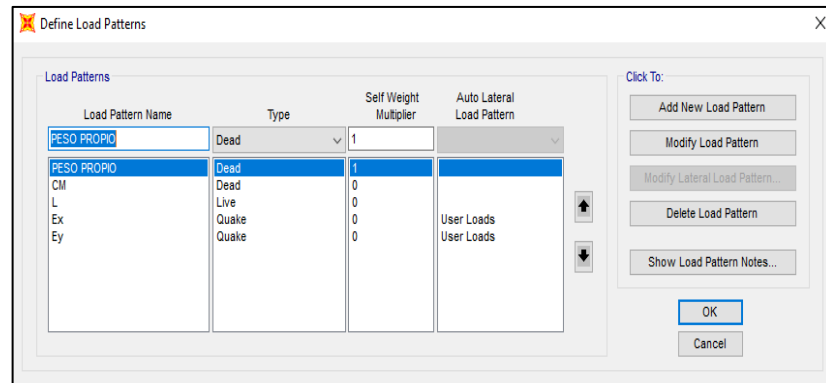 Define Load Patterns
Load Patterns
Click To:
Load Pattern Name Type Self Weight Multiplier Auto Lateral Load Pattern
PESO PROPIO Dead 1
PESO PROPIO Dead 1
CM Dead 0
L Live 0
Ex Quake 0 User Loads
Ey Quake 0 User Loads
Add New Load Pattern
Modify Load Pattern
Modify Lateral Load Pattern...
Delete Load Pattern
Show Load Pattern Notes...
OK
Cancel